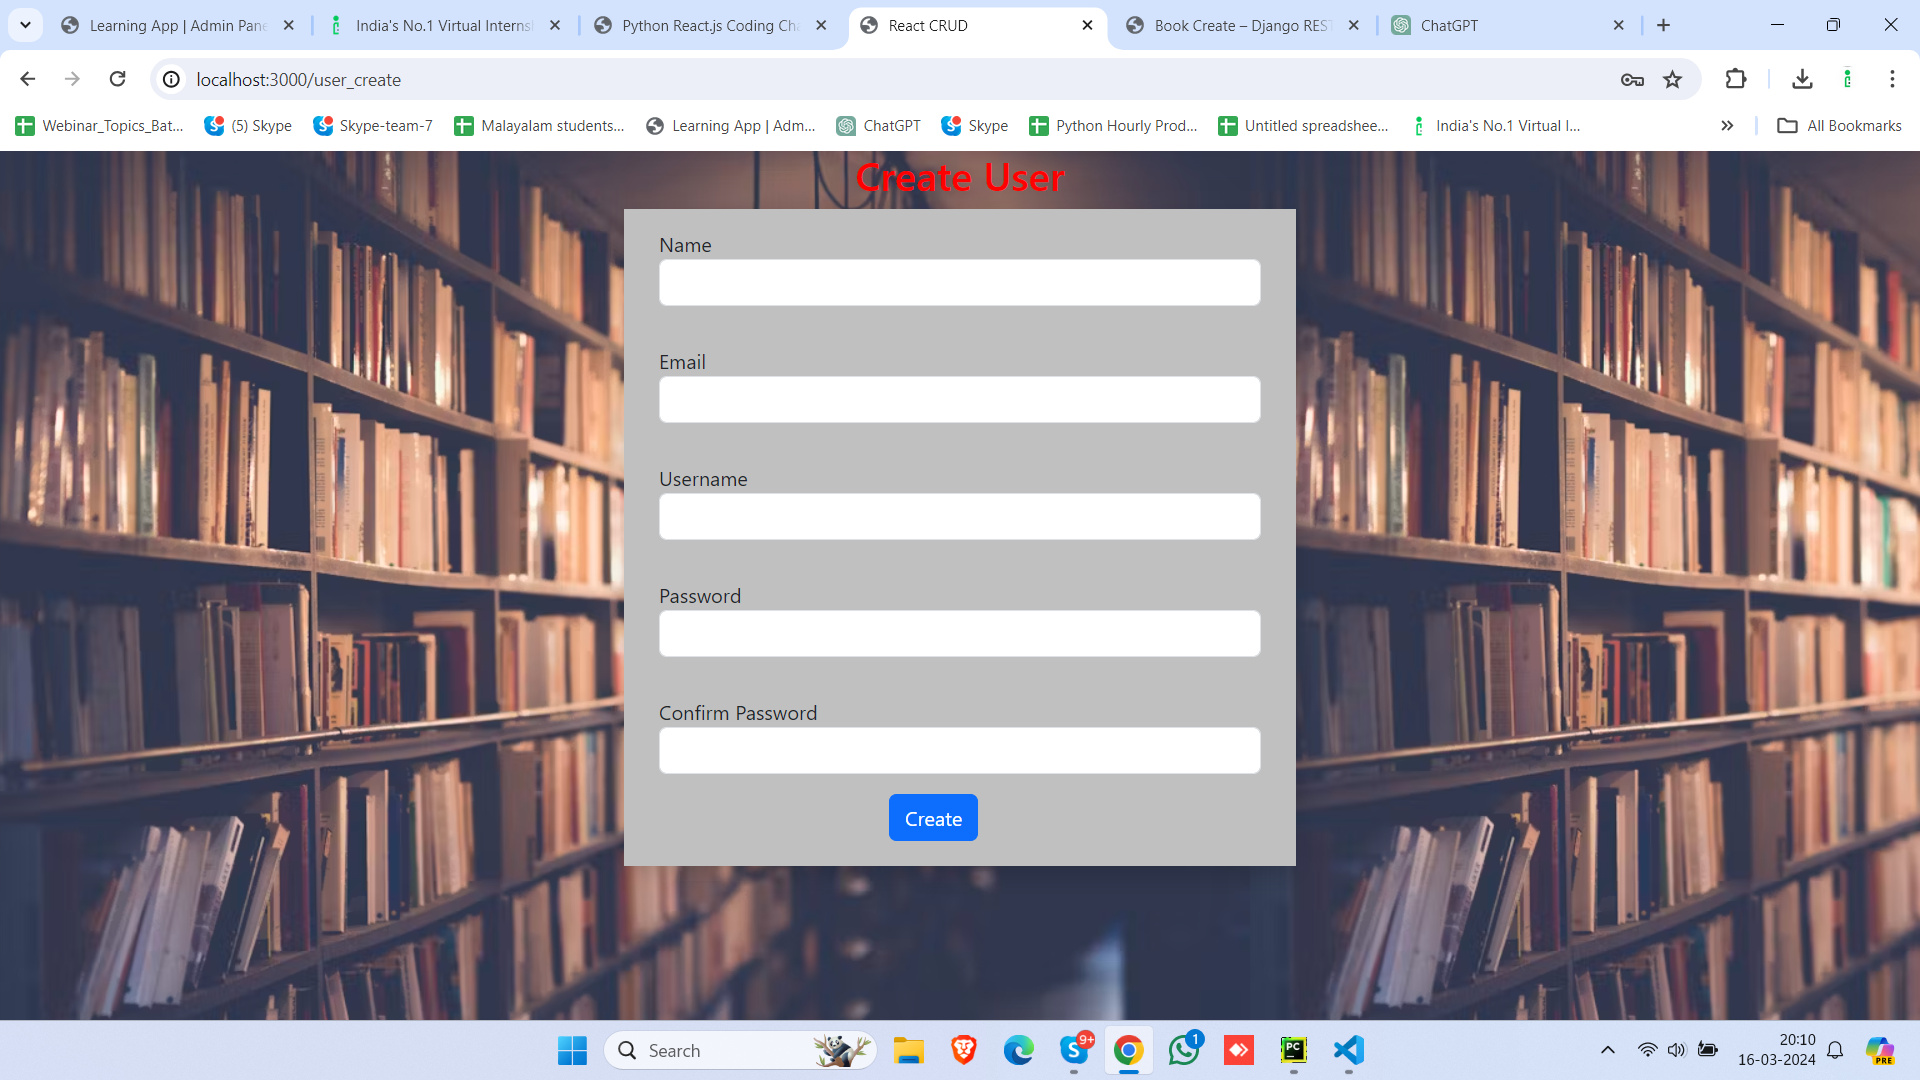 Learning App | Admin Pane
India's No.1 Virtual Interns
Python React.js Coding Cha
React CRUD
Book Create – Django REST
ChatGPT
localhost:3000/user_create
Webinar_Topics_Bat...
(5) Skype
Skype-team-7
Malayalam students...
Learning App | Adm...
ChatGPT
Skype
Python Hourly Prod...
Untitled spreadshee...
India's No.1 Virtual I...
All Bookmarks
Create User
Name
Email
Username
Password
Confirm Password
Create
Search
9+
1
PC
PRE
20:10
16-03-2024